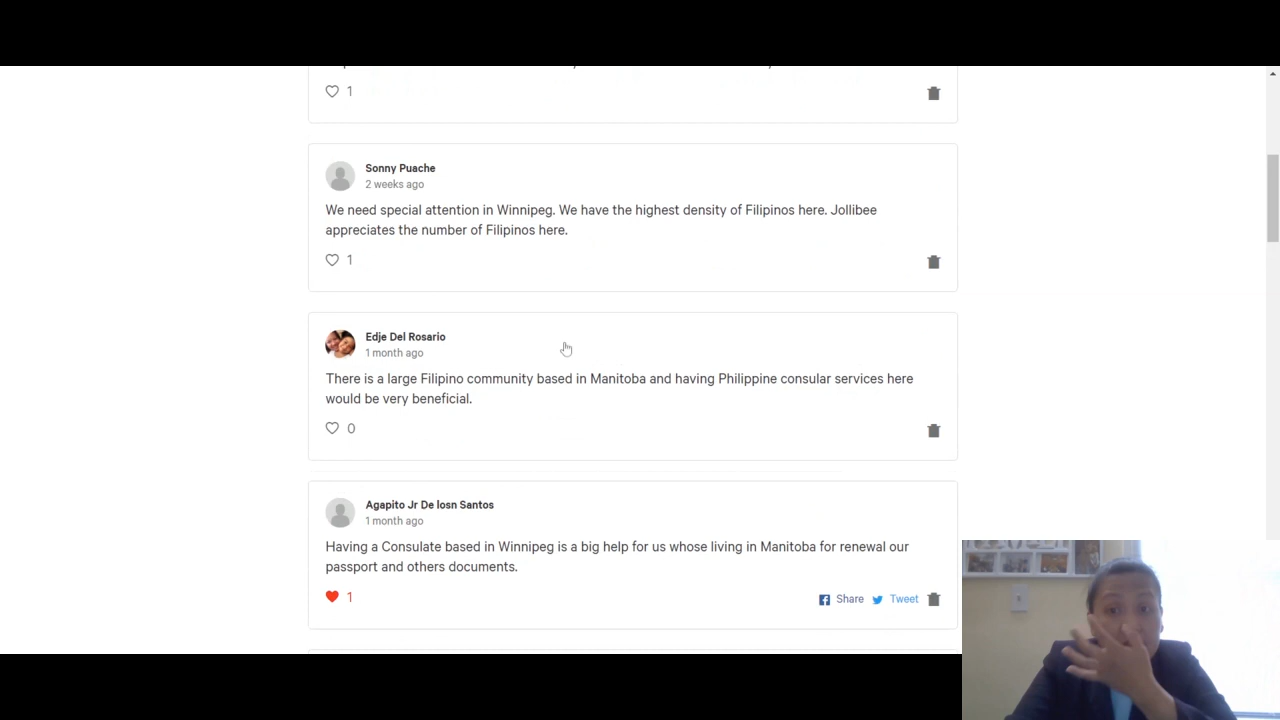 1
Sonny Puache
2 weeks ago
We need special attention in Winnipeg. We have the highest density of Filipinos here. Jollibee
appreciates the number of Filipinos here.
1
Edje Del Rosario
1 month ago
There is a large Filipino community based in Manitoba and having Philippine consular services here
would be very beneficial.
0
Agapito Jr De losn Santos
1 month ago
Having a Consulate based in Winnipeg is a big help for us whose living in Manitoba for renewal our
passport and others documents.
1
Share Tweet